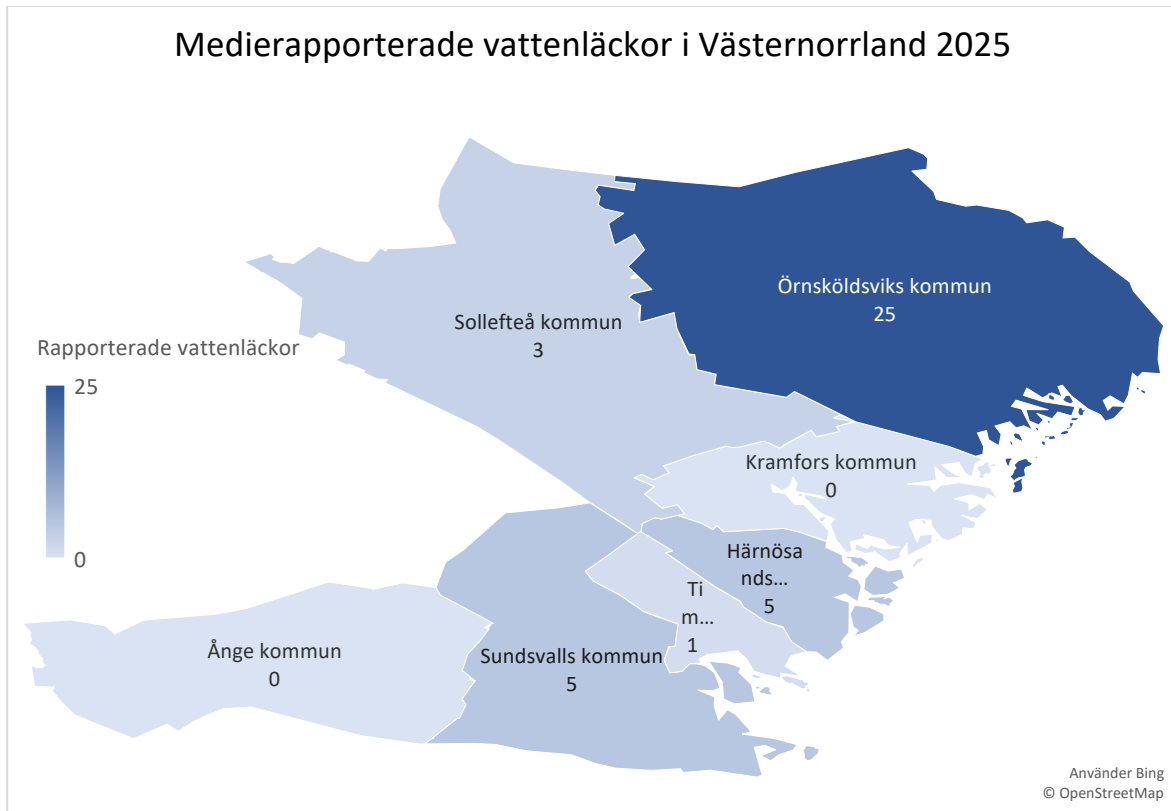 Medierapporterade vattenläckor i Västernorrland 2025
Örnsköldsviks kommun
25
Sollefteå kommun
3
Rapporterade vattenläckor
25
0
Kramfors kommun
0
Härnösa
nds...
5
Ti
m...
1
Ånge kommun
0
Sundsvalls kommun
5
Använder Bing
© OpenStreetMap